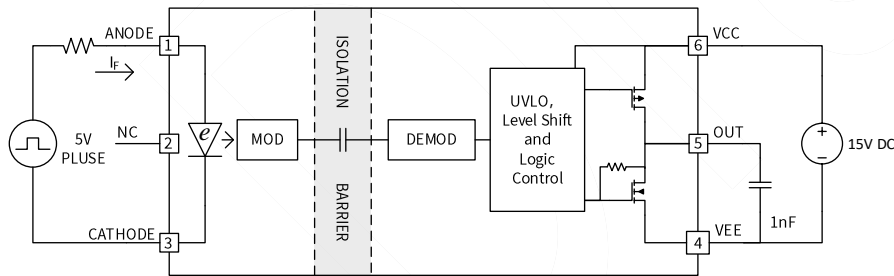 ANODE
1
VCC
6
IF
ISOLATION
BARRIER
5V
PLUSE
NC
2
e
MOD
DEMOD
UVLO,
Level Shift
and
Logic
Control
OUT
5
+
−
15V DC
CATHODE
3
VEE
4
1nF